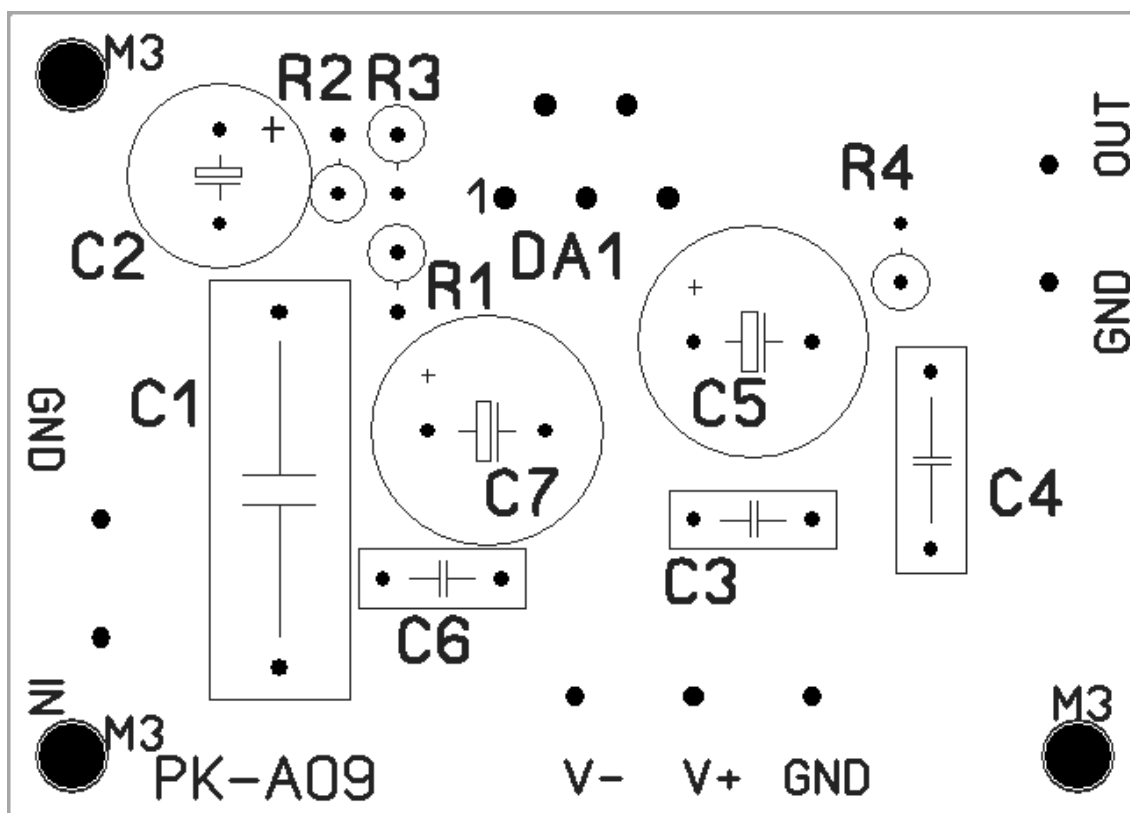 M3
R2 R3
+
OUT
R4
1
C2
DA1
R1
+
GND
+
C1
GND
C5
C7
C4
C3
C6
IN
M3
M3
PK-A09
V- V+ GND